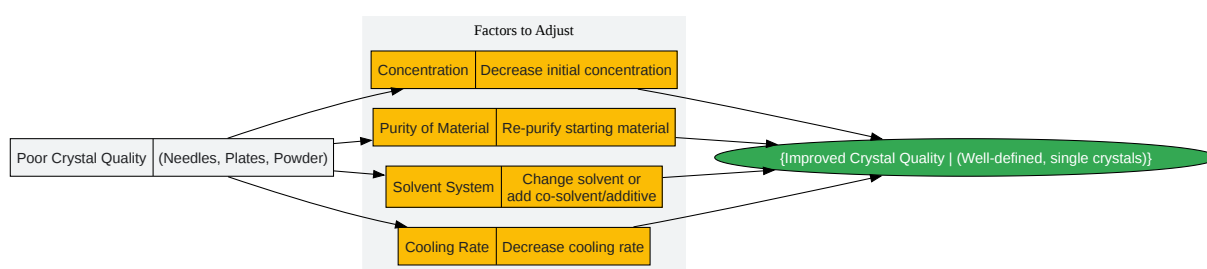 Factors to Adjust
Concentration
Decrease initial concentration
Purity of Material
Re-purify starting material
Poor Crystal Quality
(Needles, Plates, Powder)
{Improved Crystal Quality | (Well-defined, single crystals)}
Solvent System
Change solvent or
add co-solvent/additive
Cooling Rate
Decrease cooling rate